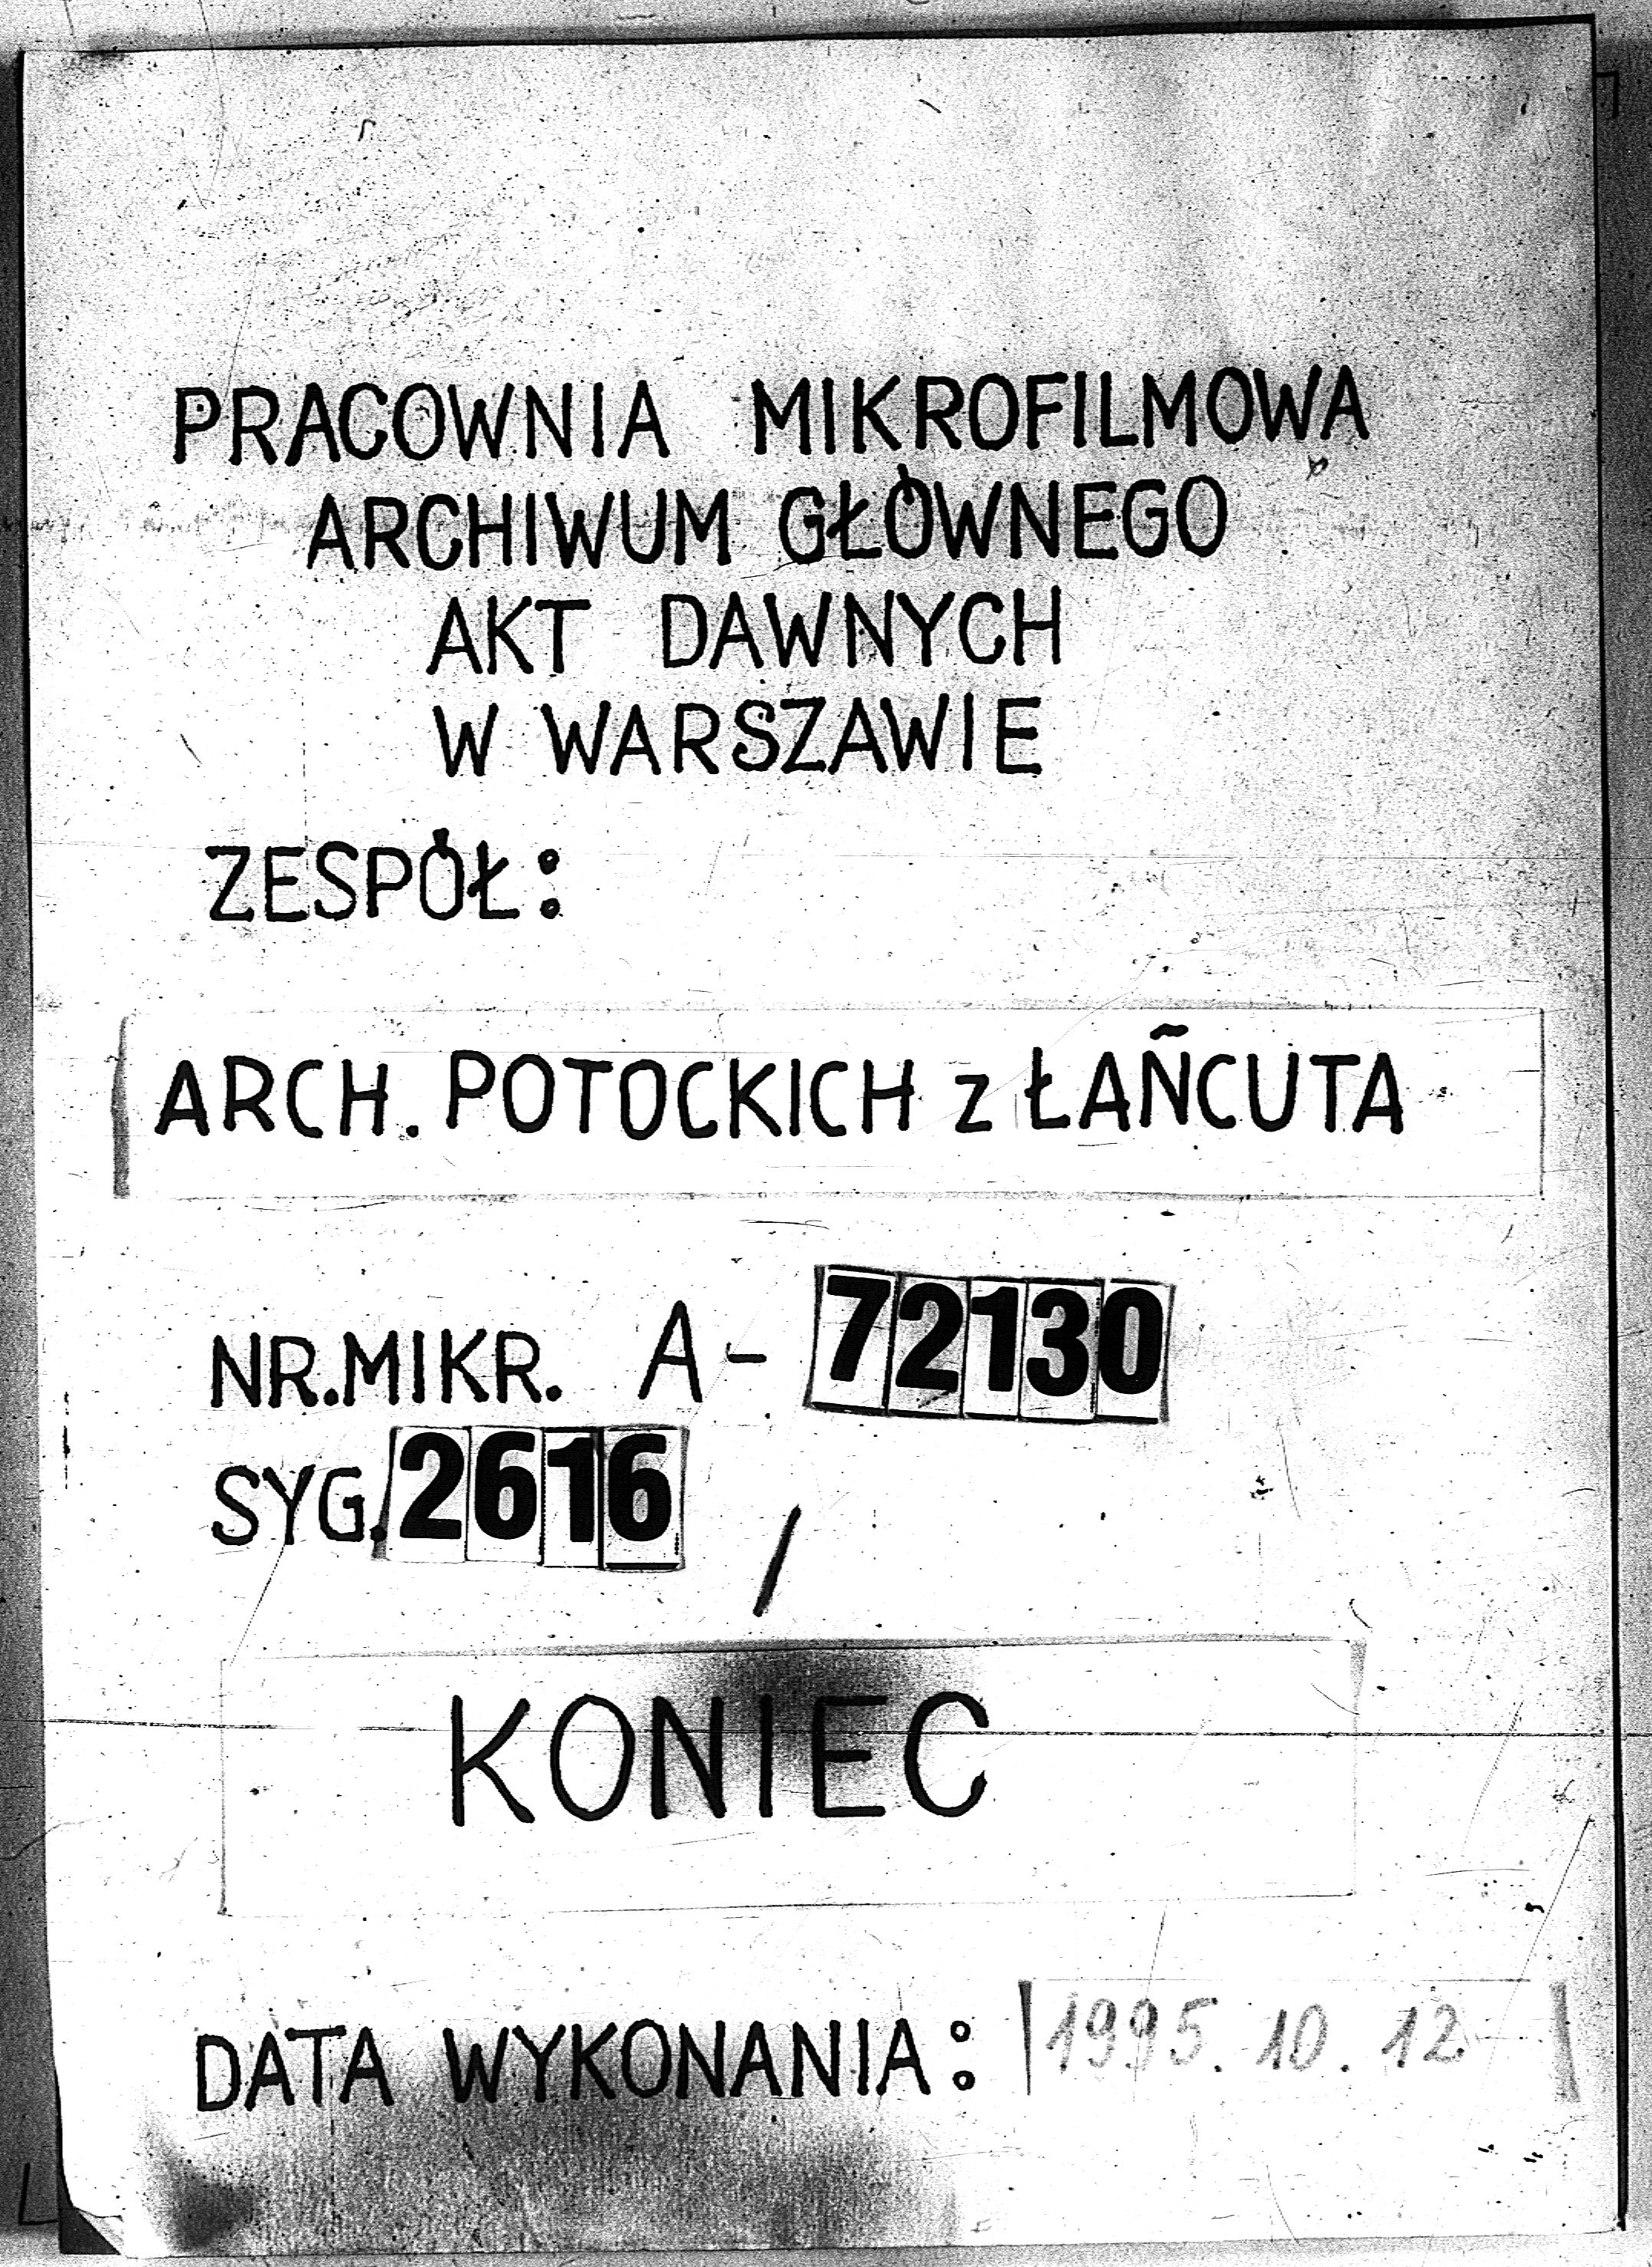 PRACOWNIA MIKROFILMOWA
ARCHIWUM GŁÓWNEGO
AKT DAWNYCH
W WARSZAWIE
ZESPÓŁ:
ARCH. POTOCKICH z ŁAŃCUTA
NR.MIKR. A- 72130
SYG. 2616 /
KONIEC
DATA WYKONANIA: 1995.10.12